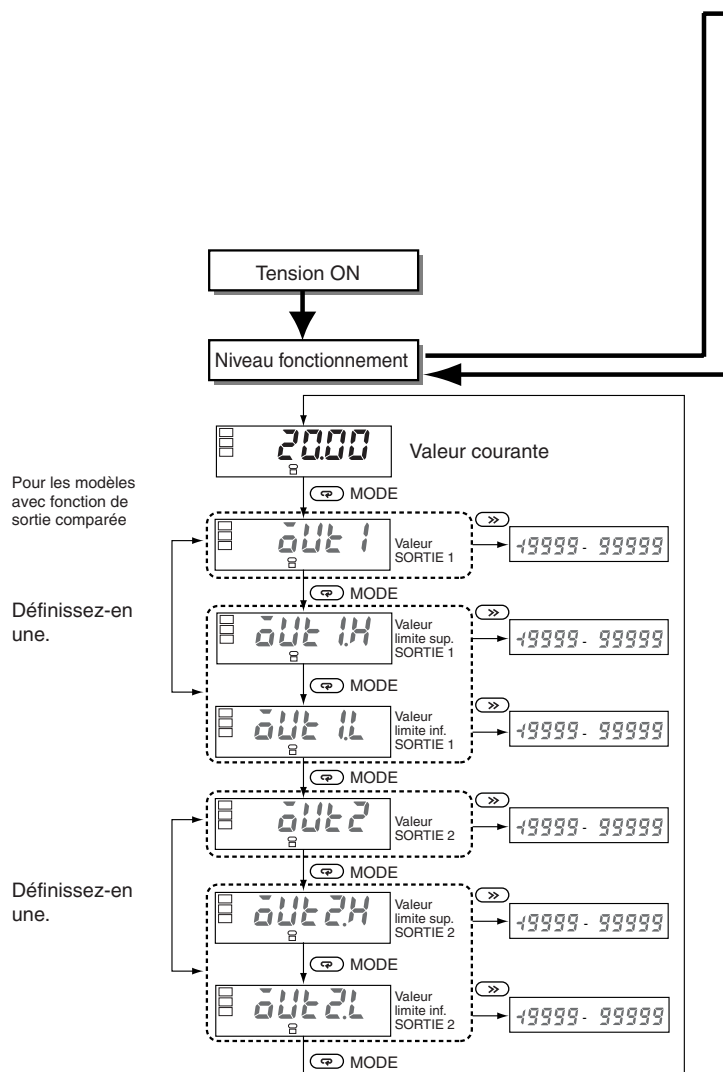 Tension ON
Niveau fonctionnement
20.00
Valeur courante
Pour les modèles
avec fonction de
sortie comparée
MODE
out 1
Valeur
SORTIE 1
-19999 - 99999
MODE
Définissez-en
une.
out 1.H
Valeur
limite sup.
SORTIE 1
-19999 - 99999
MODE
out 1.L
Valeur
limite inf.
SORTIE 1
-19999 - 99999
MODE
out 2
Valeur
SORTIE 2
-19999 - 99999
MODE
Définissez-en
une.
out 2.H
Valeur
limite sup.
SORTIE 2
-19999 - 99999
MODE
out 2.L
Valeur
limite inf.
SORTIE 2
-19999 - 99999
MODE